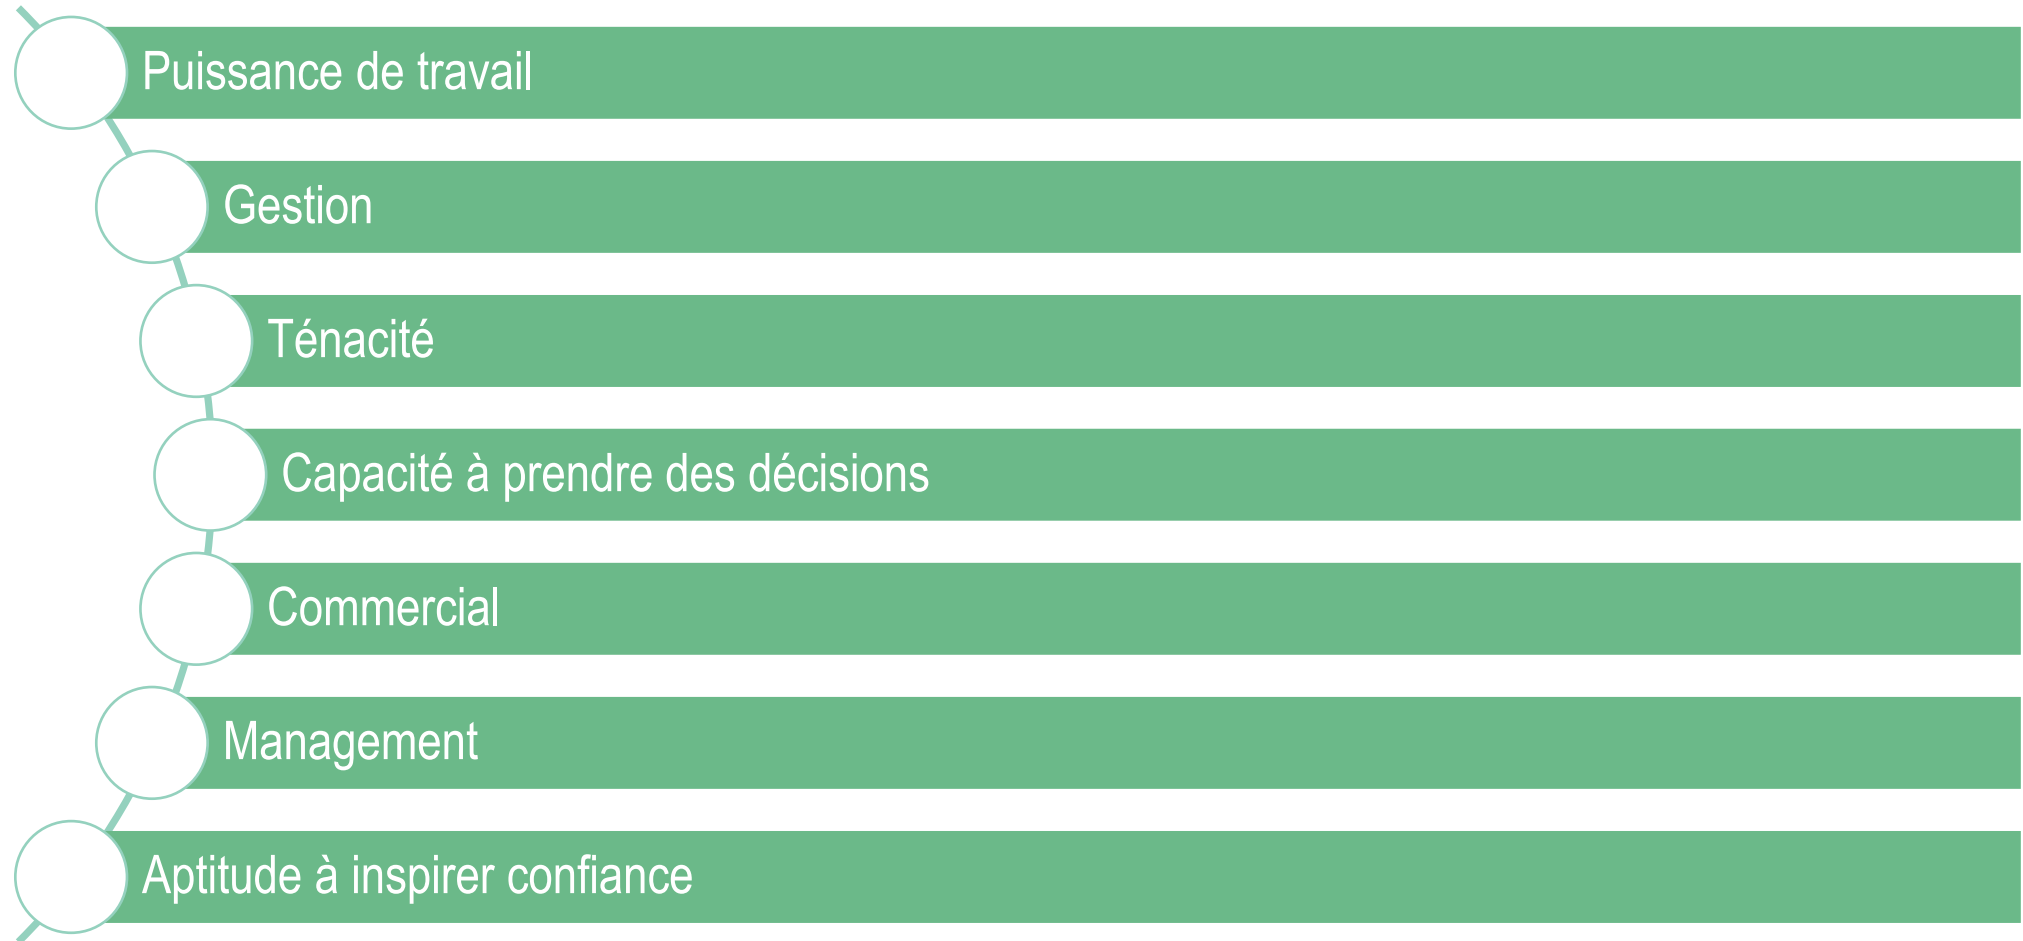 Puissance de travail
Gestion
Ténacité
Capacité à prendre des décisions
Commercial
Management
Aptitude à inspirer confiance